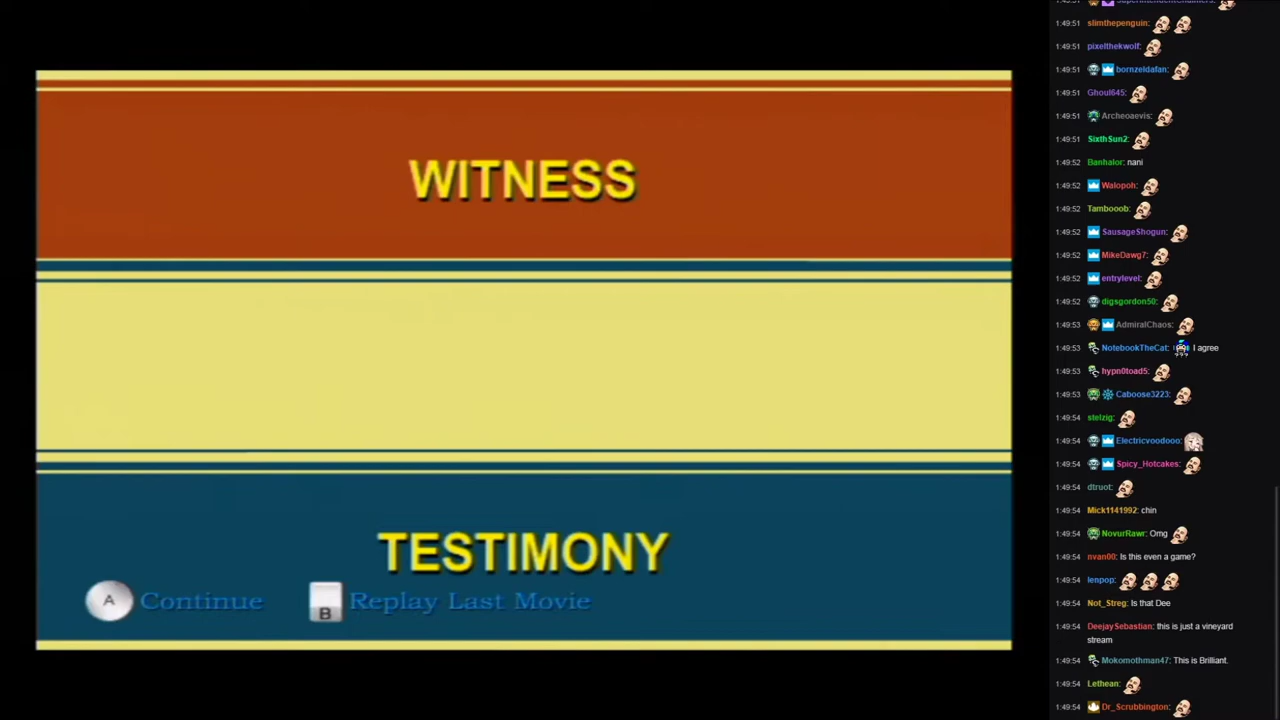 WITNESS
TESTIMONY
A Continue B Replay Last Movie
1:49:51
1:49:51 slimthepenguin:
1:49:51 pixelthekwolf:
1:49:51 bornzeldafan:
1:49:51 Ghoul645:
1:49:51 Archeoaevis:
1:49:51 SixthSun2:
1:49:52 Banhalor: nani
1:49:52 Walopoh:
1:49:52 Tambooob:
1:49:52 SausageShogun:
1:49:52 MikeDawg7:
1:49:52 entrylevel:
1:49:52 digsgordon50:
1:49:53 AdmiralChaos:
1:49:53 NotebookTheCat: I agree
1:49:53 hypn0toad5:
1:49:53 Caboose3223:
1:49:54 stelzig:
1:49:54 Electricvoodooo:
1:49:54 Spicy_Hotcakes:
1:49:54 dtruot:
1:49:54 Mick1141992: chin
1:49:54 NovurRawr: Omg
1:49:54 nvan00: Is this even a game?
1:49:54 lenpop:
1:49:54 Not_Streg: Is that Dee
1:49:54 DeejaySebastian: this is just a vineyard
stream
1:49:54 Mokomothman47: This is Brilliant.
1:49:54 Lethean:
1:49:54 Dr_Scrubbington: